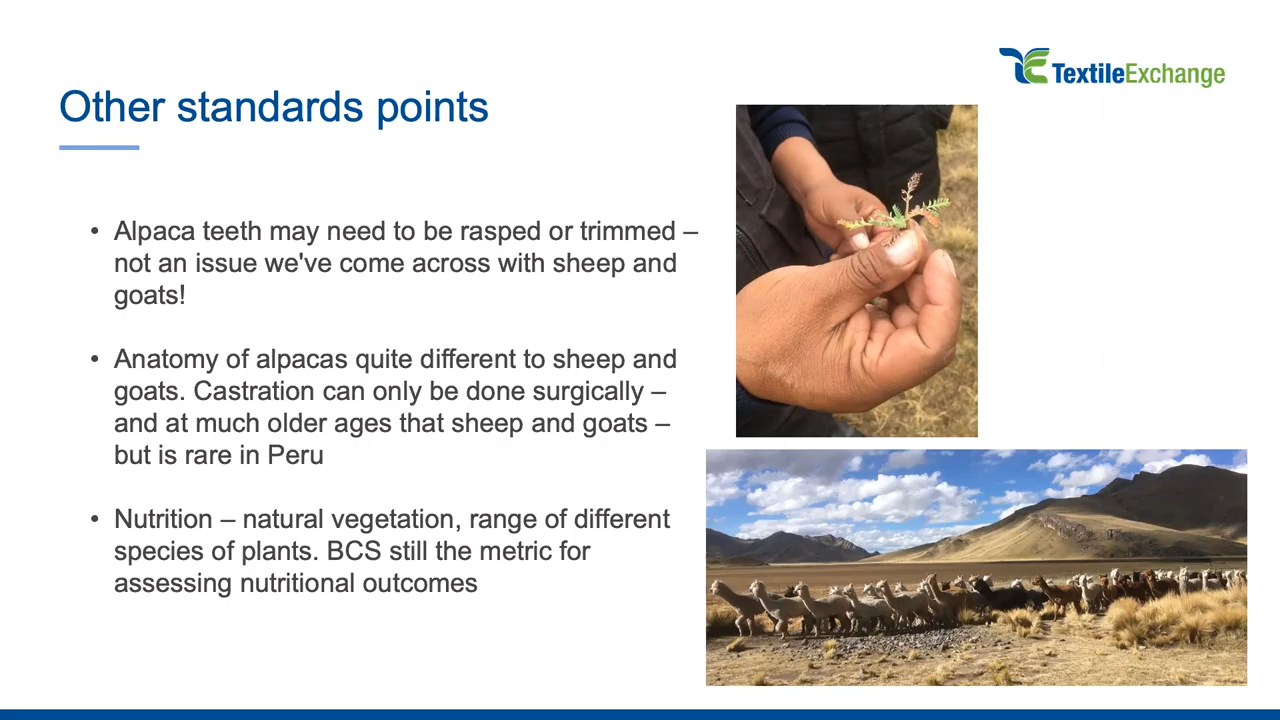 TextileExchange
Other standards points
• Alpaca teeth may need to be rasped or trimmed –
not an issue we've come across with sheep and
goats!
• Anatomy of alpacas quite different to sheep and
goats. Castration can only be done surgically –
and at much older ages that sheep and goats –
but is rare in Peru
• Nutrition – natural vegetation, range of different
species of plants. BCS still the metric for
assessing nutritional outcomes